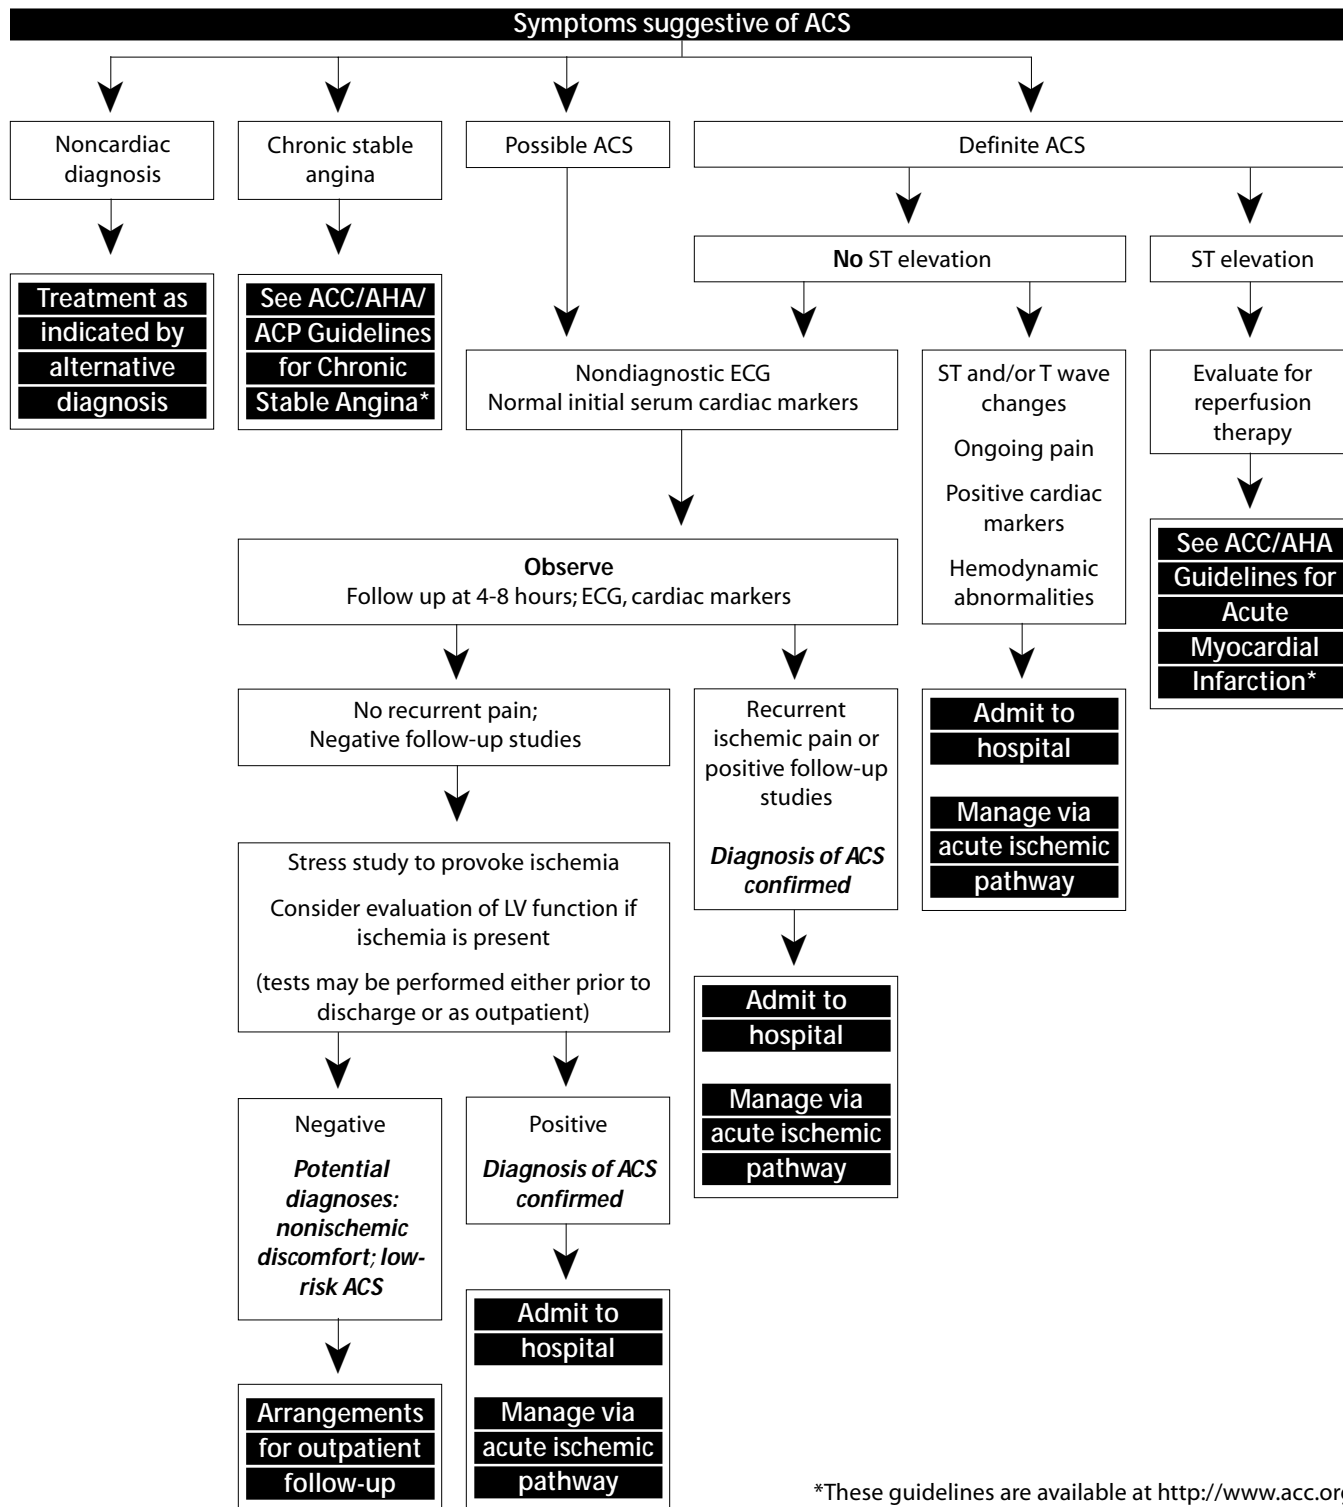 Symptoms suggestive of ACS
Noncardiac
diagnosis
Chronic stable
angina
Possible ACS
Definite ACS
No ST elevation
ST elevation
Treatment as
indicated by
alternative
diagnosis
See ACC/AHA/
ACP Guidelines
for Chronic
Stable Angina*
Nondiagnostic ECG
Normal initial serum cardiac markers
ST and/or T wave
changes
Ongoing pain
Positive cardiac
markers
Hemodynamic
abnormalities
Evaluate for
reperfusion
therapy
See ACC/AHA
Guidelines for
Acute
Myocardial
Infarction*
Observe
Follow up at 4-8 hours; ECG, cardiac markers
No recurrent pain;
Negative follow-up studies
Recurrent
ischemic pain or
positive follow-up
studies
Diagnosis of ACS
confirmed
Admit to
hospital
Manage via
acute ischemic
pathway
Stress study to provoke ischemia
Consider evaluation of LV function if
ischemia is present
(tests may be performed either prior to
discharge or as outpatient)
Admit to
hospital
Manage via
acute ischemic
pathway
Negative
Potential
diagnoses:
nonischemic
discomfort; low-
risk ACS
Positive
Diagnosis of ACS
confirmed
Admit to
hospital
Manage via
acute ischemic
pathway
Arrangements
for outpatient
follow-up
*These guidelines are available at http://www.acc.org